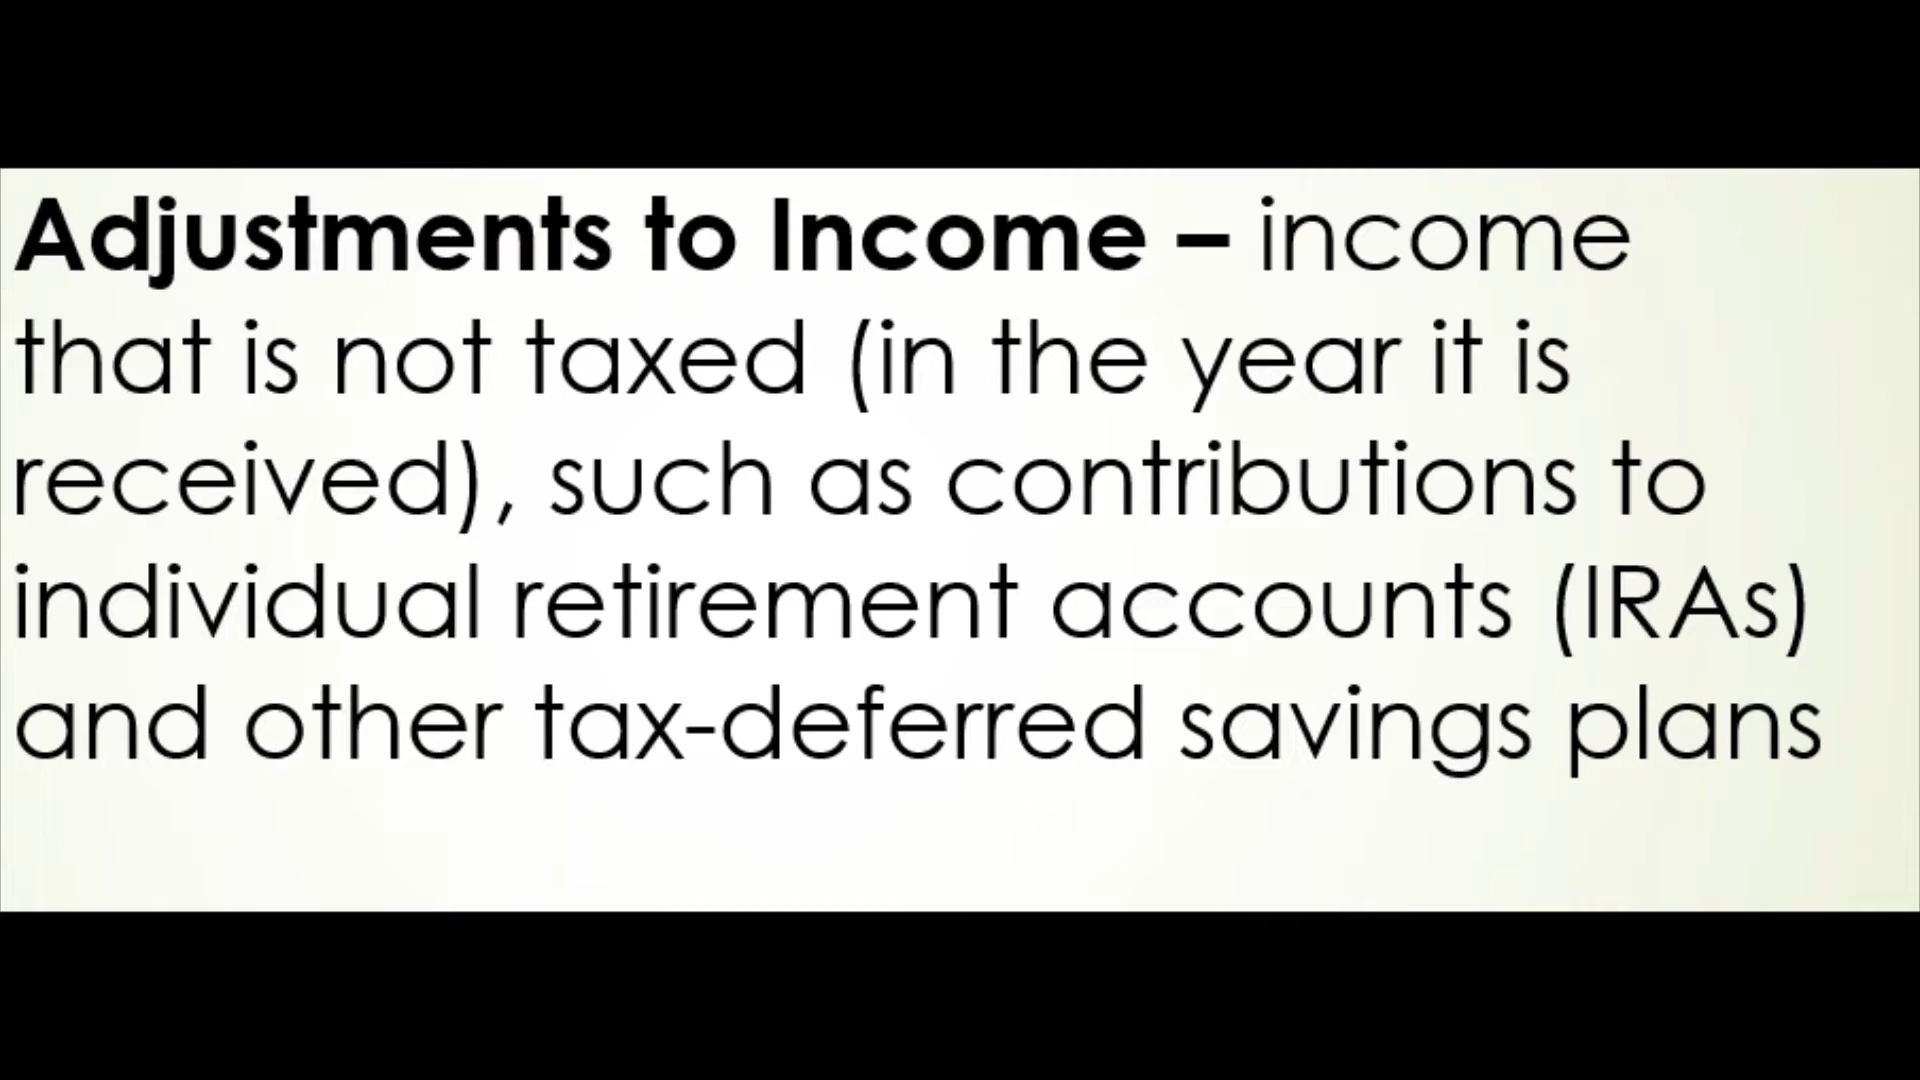 Adjustments to Income – income
that is not taxed (in the year it is
received), such as contributions to
individual retirement accounts (IRAs)
and other tax-deferred savings plans